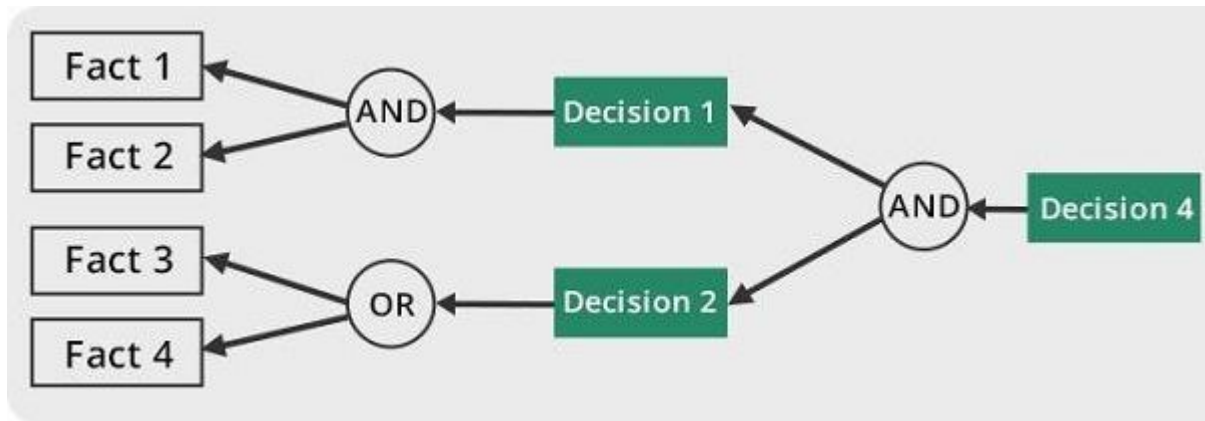 Fact 1
Fact 2
AND
Decision 1
Fact 3
Fact 4
OR
Decision 2
AND
Decision 4